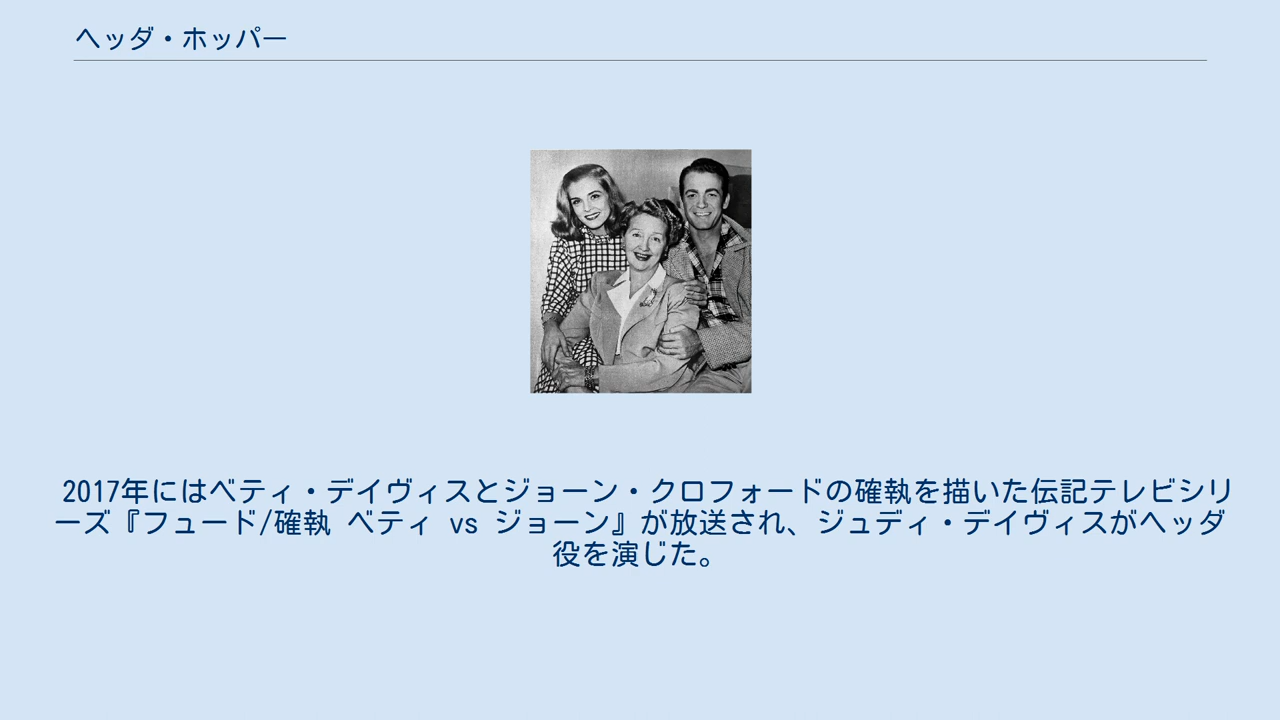 ヘッダ・ホッパー
2017年にはベティ・デイヴィスとジョーン・クロフォードの確執を描いた伝記テレビシリ
ーズ『フュード/確執 ベティ vs ジョーン』が放送され、ジュディ・デイヴィスがヘッダ
役を演じた。